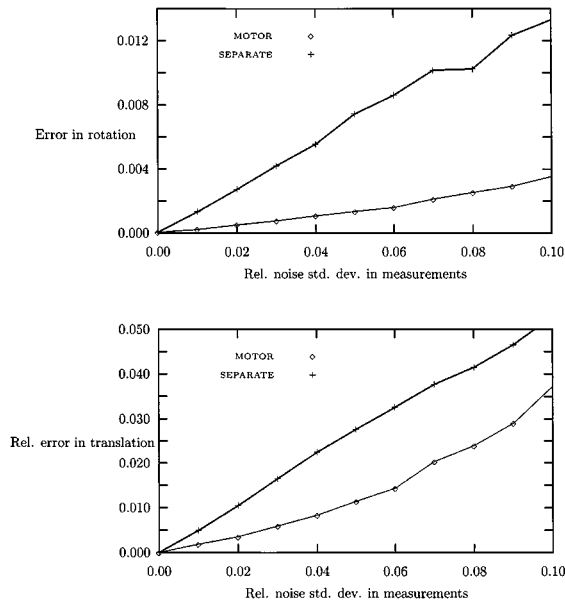 0.012
MOTOR
SEPARATE
0.008
Error in rotation
0.004
0.000
0.00 0.02 0.04 0.06 0.08 0.10
Rel. noise std. dev. in measurements
0.050
MOTOR
0.040
SEPARATE
0.030
Rel. error in translation
0.020
0.010
0.000
0.00 0.02 0.04 0.06 0.08 0.10
Rel. noise std. dev. in measurements